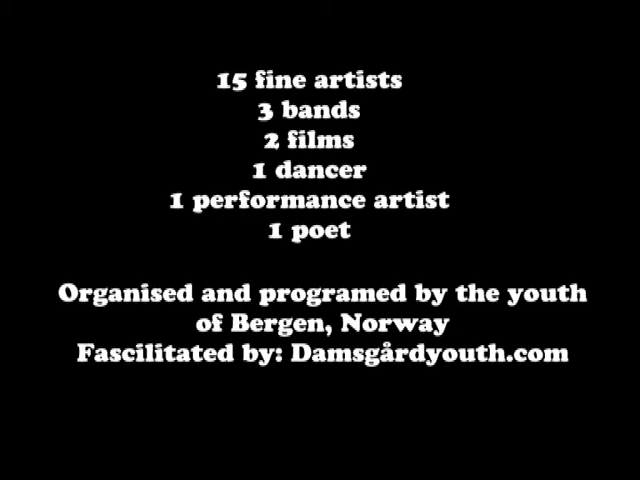 15 fine artists
3 bands
2 films
1 dancer
1 performance artist
1 poet
Organised and programed by the youth
of Bergen, Norway
Fascilitated by: Damsgårdyouth.com